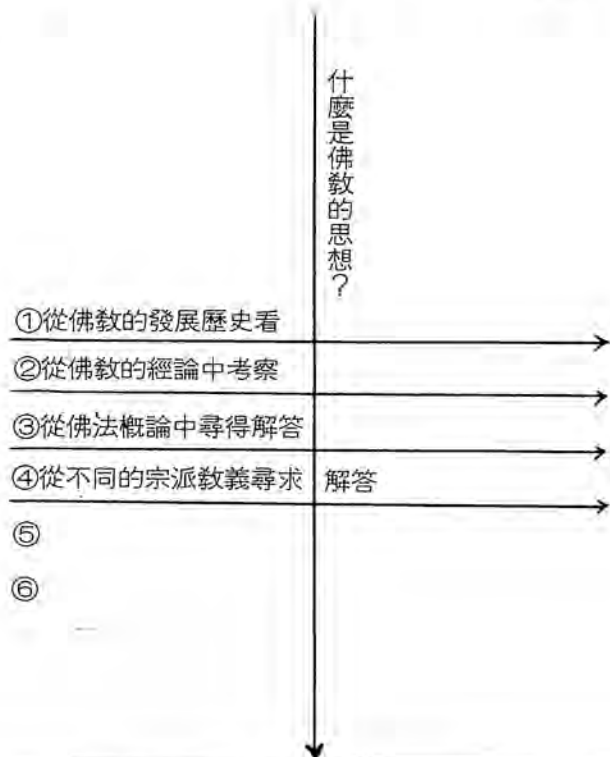 什麼是佛教的思想？
①從佛教的發展歷史看
②從佛教的經論中考察
③從佛法概論中尋得解答
④從不同的宗派教義尋求解答
⑤
⑥